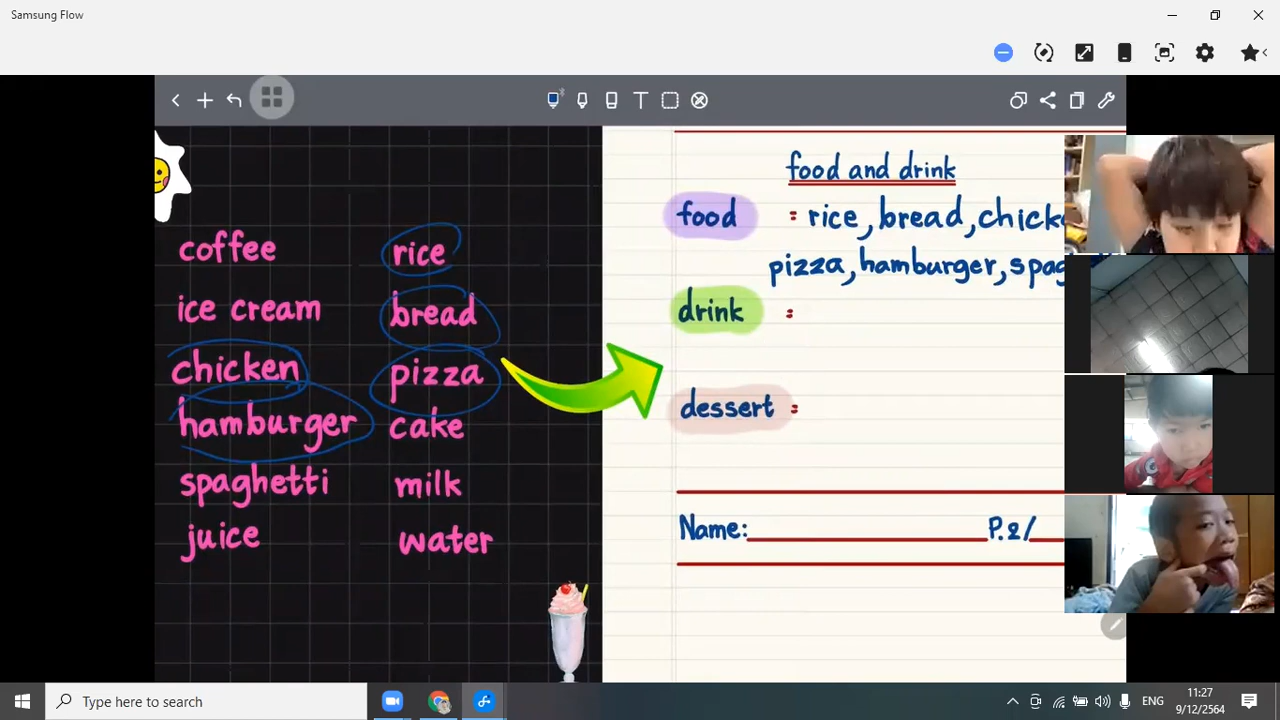 Samsung Flow
food and drink
coffee
rice
ice cream
bread
chicken
pizza
hamburger
cake
spaghetti
milk
juice
water
food : rice, bread,
pizza, hamburger,
drink :
dessert :
Name: P.2/
Type here to search
ENG
11:27
9/12/2564